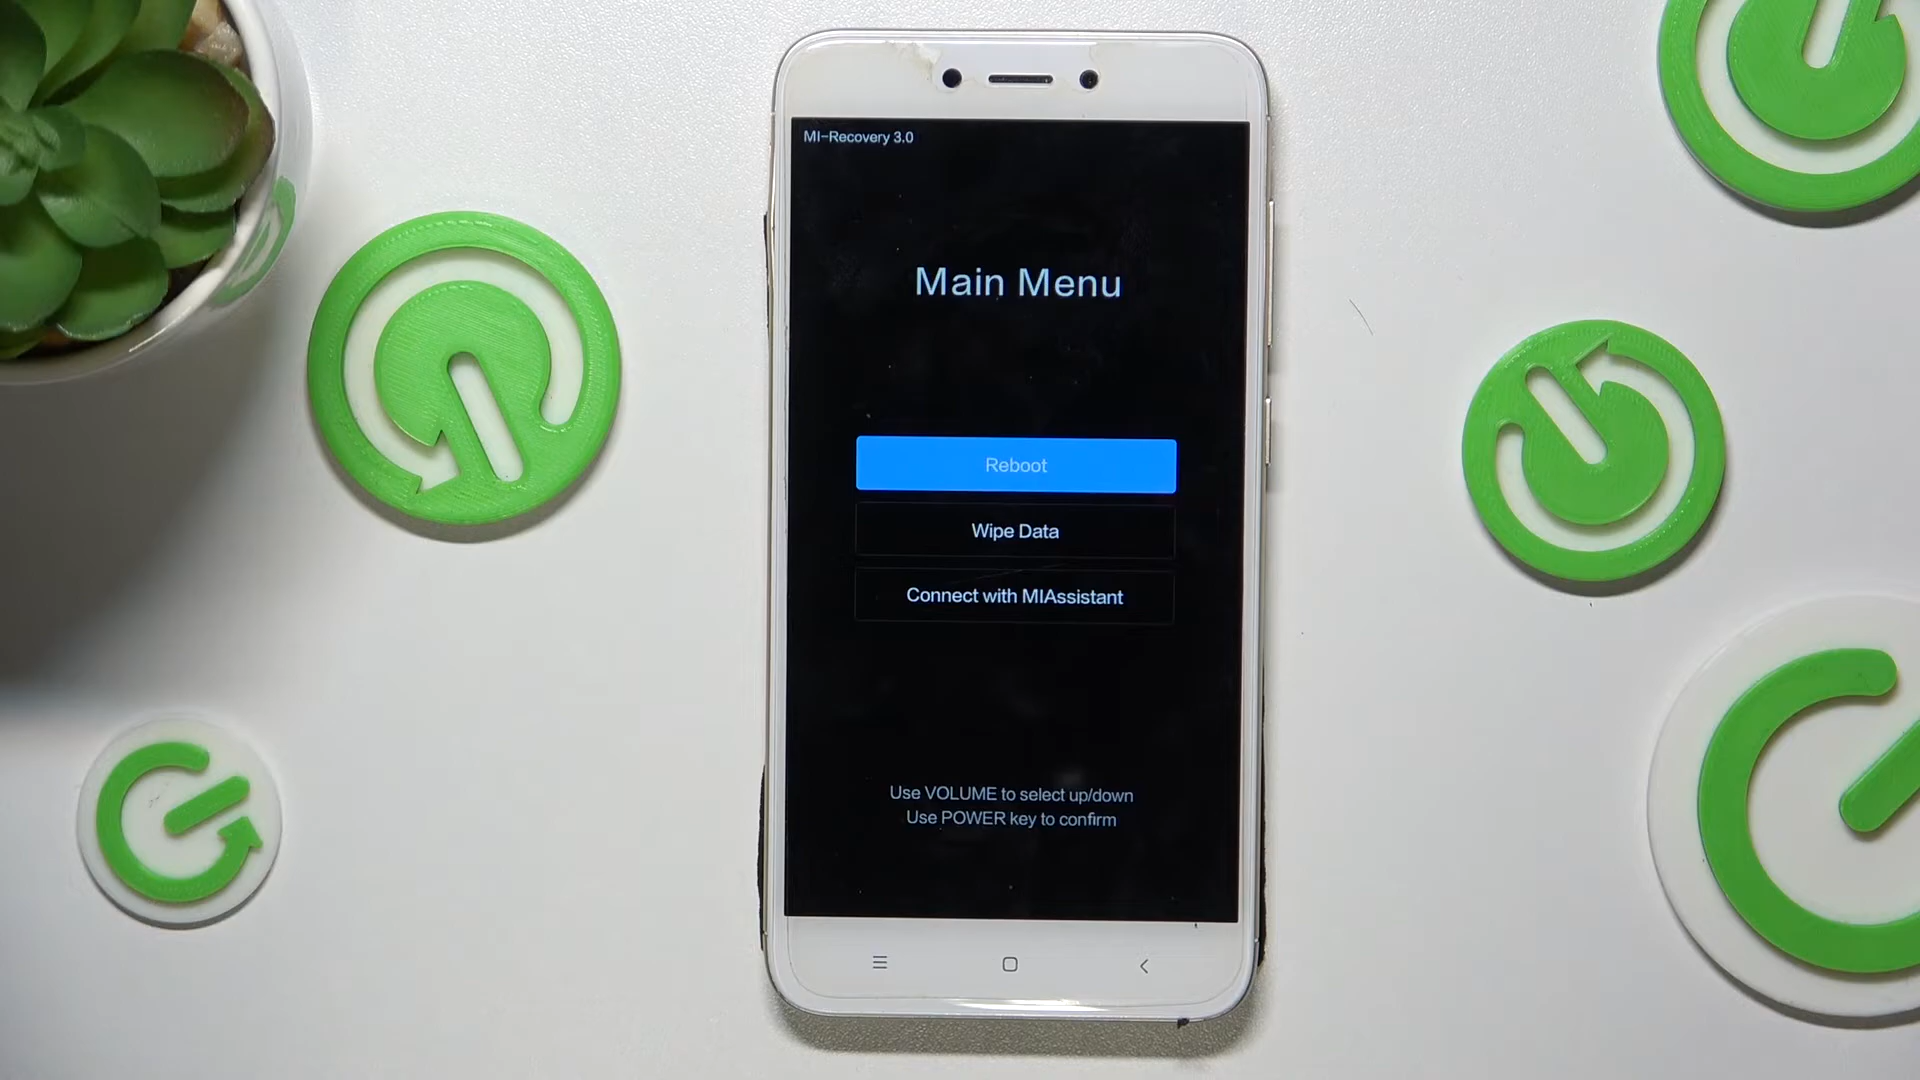 MI-Recovery 3.0
Main Menu
Reboot
Wipe Data
Connect with MIAssistant
Use VOLUME to select up/down
Use POWER key to confirm